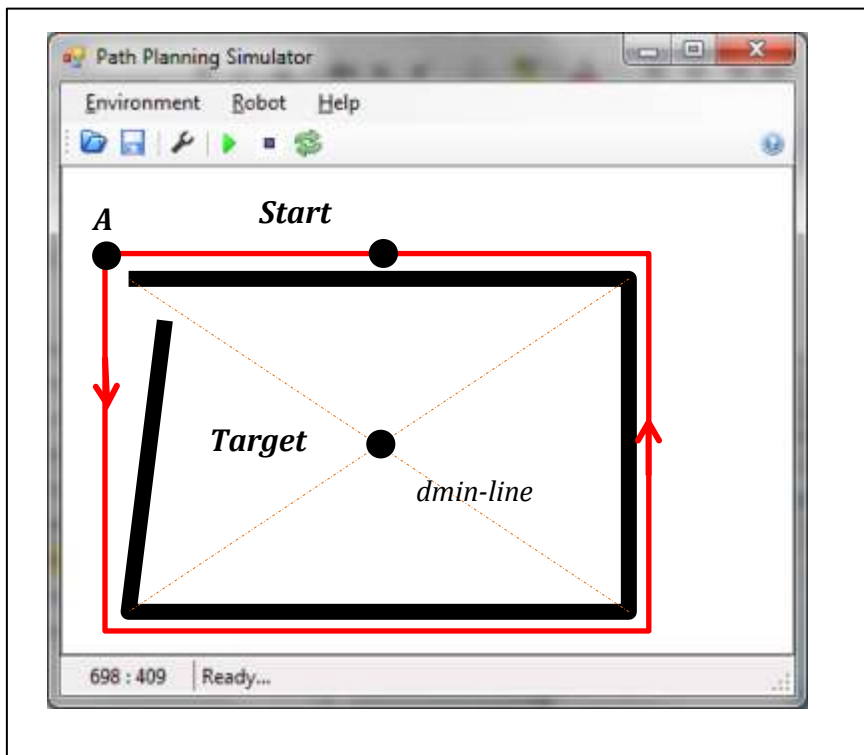 Path Planning Simulator
Environment Robot Help
A Start
Target
dmin-line
698 : 409 Ready...